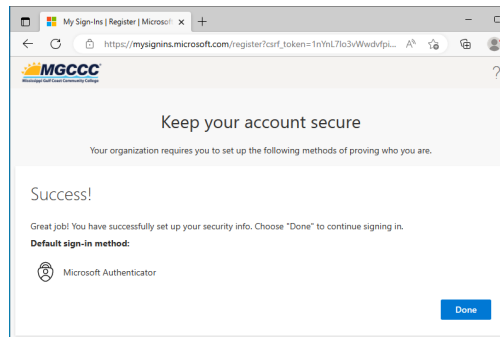 My Sign-Ins | Register | Microsoft
https://mysignins.microsoft.com/register?csrf_token=1nYnL7Io3vWwdvfpi...
MGCCC
Mississippi Gulf Coast Community College
?
Keep your account secure
Your organization requires you to set up the following methods of proving who you are.
Success!
Great job! You have successfully set up your security info. Choose "Done" to continue signing in.
Default sign-in method:
Microsoft Authenticator
Done